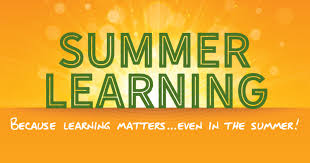 SUMMER
LEARNING
BECAUSE LEARNING MATTERS...EVEN IN THE SUMMER!